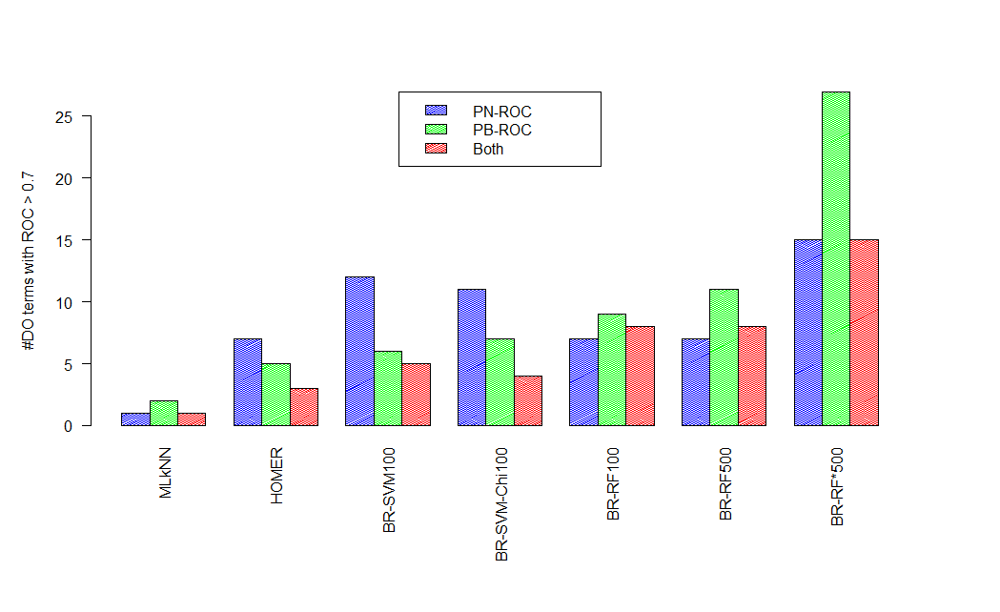 PN-ROC
PB-ROC
Both
#DO terms with ROC > 0.7
25
20
15
10
5
0
MLkNN
HOMER
BR-SVM100
BR-SVM-Chi100
BR-RF100
BR-RF500
BR-RF*500